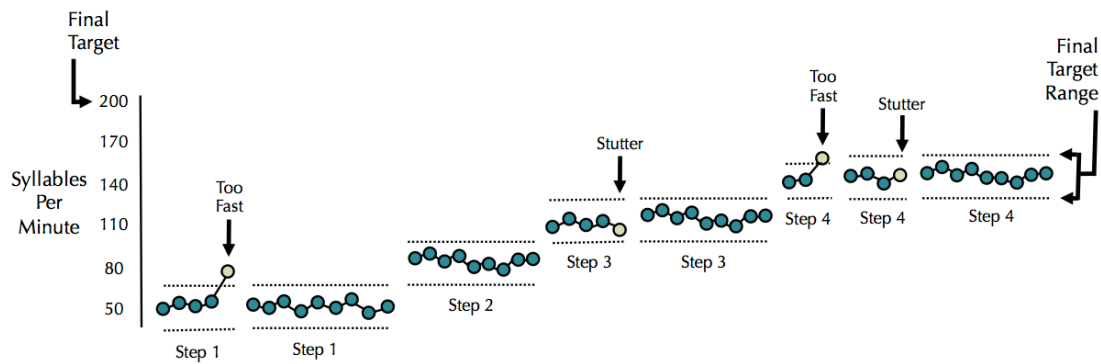 Final
Target
200
170
140
110
80
50
Syllables
Per
Minute
Too
Fast
Step 1
Step 1
Step 2
Stutter
Step 3
Step 3
Too
Fast
Stutter
Step 4
Step 4
Step 4
Final
Target
Range